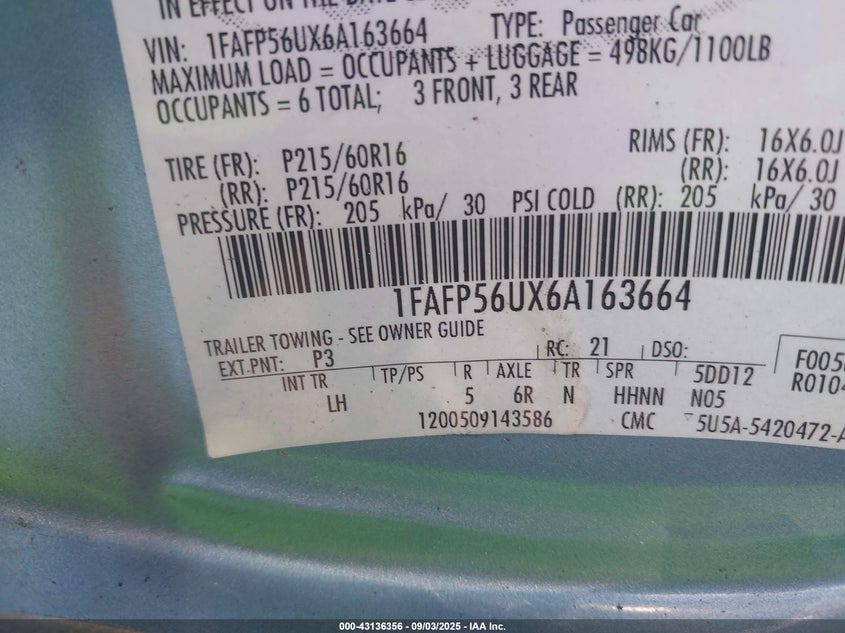 IN EFFECT ON THE DATE
VIN: 1FAFP56UX6A163664 TYPE: Passenger Car
MAXIMUM LOAD = OCCUPANTS + LUGGAGE = 498KG/1100LB
OCCUPANTS = 6 TOTAL; 3 FRONT, 3 REAR
TIRE (FR): P215/60R16 RIMS (FR): 16X6.0J
(RR): P215/60R16 (RR): 16X6.0J
PRESSURE (FR): 205 kPa/ 30 PSI COLD (RR): 205 kPa/ 30
1FAFP56UX6A163664
TRAILER TOWING - SEE OWNER GUIDE
EXT.PNT: P3 RC: 21 DSO:
INT TR TP/PS R AXLE TR SPR 5DD12
LH 5 6R N HHNN N05
1200509143586 CMC 5U5A-5420472-A
F005
R0104
000-43136356 - 09/03/2025 - IAA Inc.